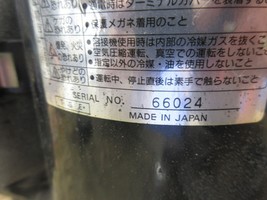 保護メガネ着用のこと
溶接機使用時は内部の冷媒ガスを抜くこ
空気圧縮運転、真空での運転をしないこ
指定以外の冷媒・油を使用しないこと
運転中、停止直後は素手で触らないこと
SERIAL NO. 66024
MADE IN JAPAN